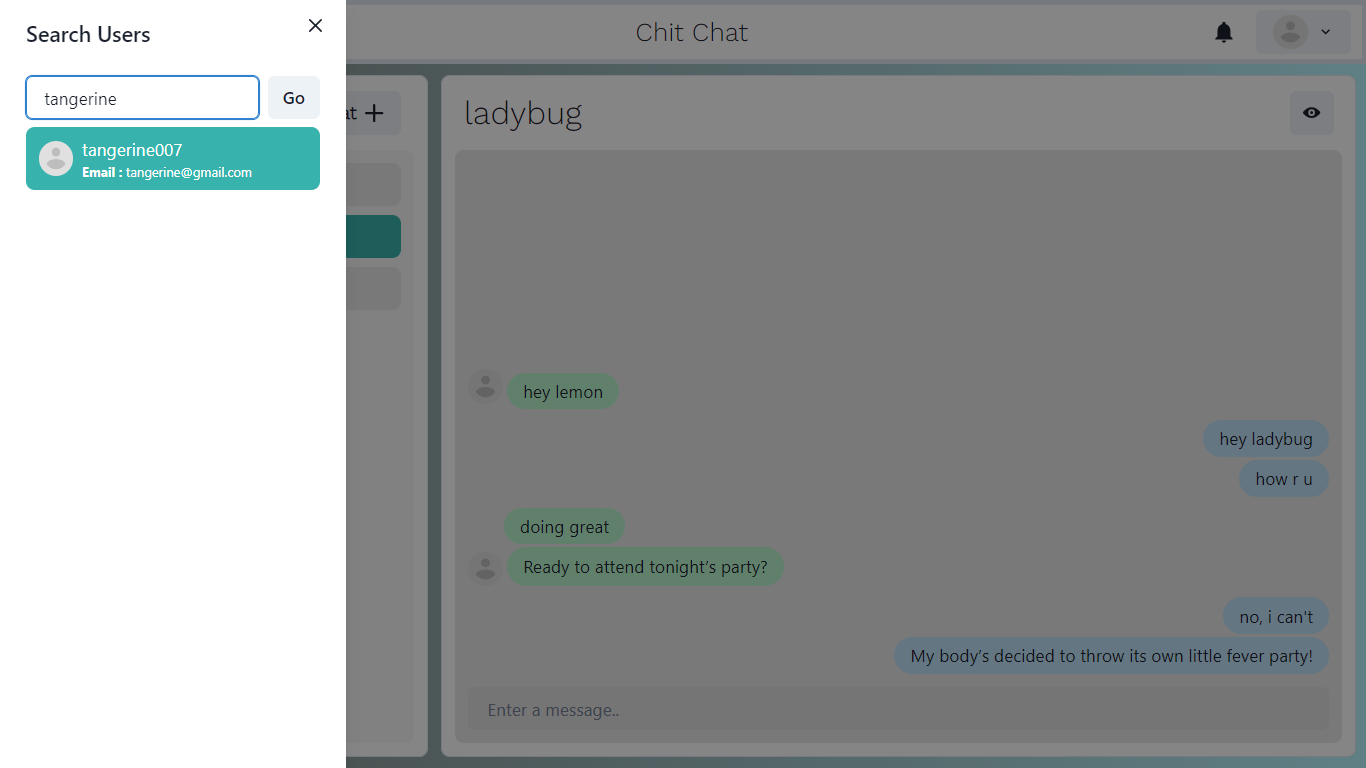 Search Users
tangerine
Go
tangerine007
Email : tangerine@gmail.com
Chit Chat
at
ladybug
hey lemon
hey ladybug
how r u
doing great
Ready to attend tonight’s party?
no, i can't
My body’s decided to throw its own little fever party!
Enter a message..